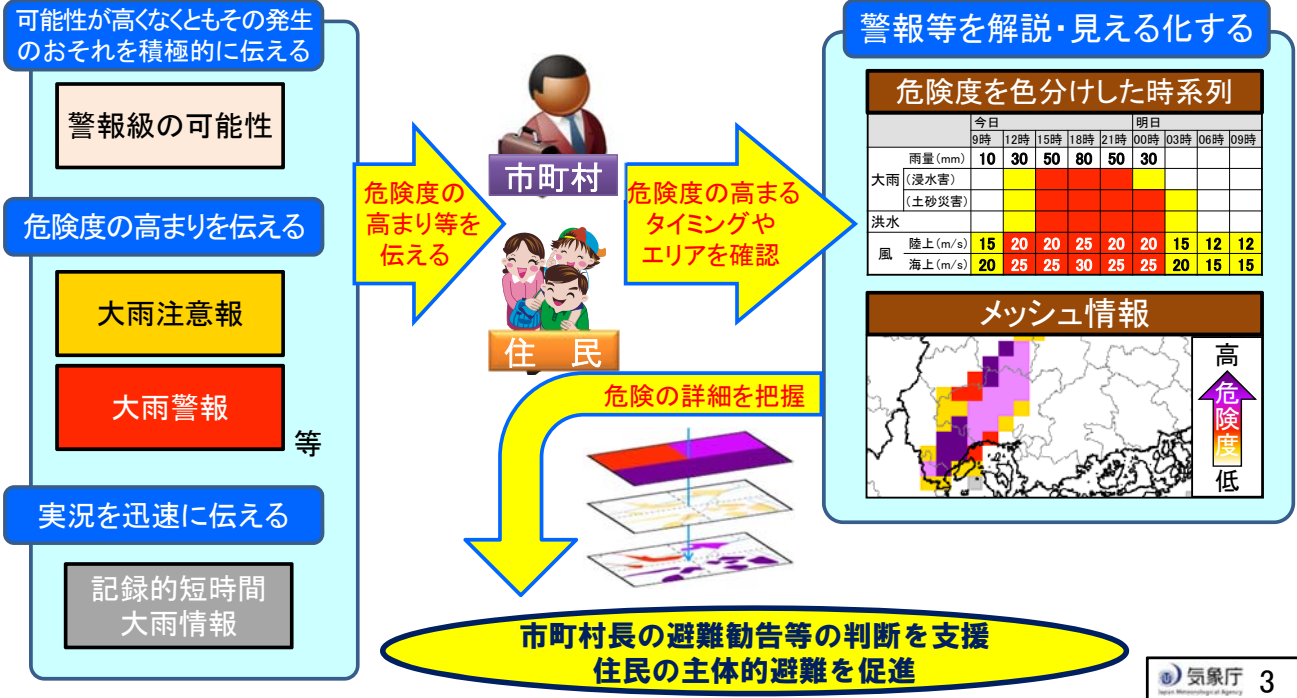 可能性が高くなくともその発生
のおそれを積極的に伝える
警報級の可能性
危険度の高まりを伝える
大雨注意報
大雨警報
等
実況を迅速に伝える
記録的短時間
大雨情報
危険度の
高まり等を
伝える
市町村
住 民
危険度の高まる
タイミングや
エリアを確認
警報等を解説・見える化する
危険度を色分けした時系列
今日 明日
9時 12時 15時 18時 21時 00時 03時 06時 09時
雨量(mm) 10 30 50 80 50 30
大雨 (浸水害)
(土砂災害)
洪水
風 陸上(m/s) 15 20 20 25 20 20 15 12 12
海上(m/s) 20 25 25 30 25 25 20 15 15
メッシュ情報
高
危険度
低
危険の詳細を把握
市町村長の避難勧告等の判断を支援
住民の主体的避難を促進
気象庁
Japan Meteorological Agency
3